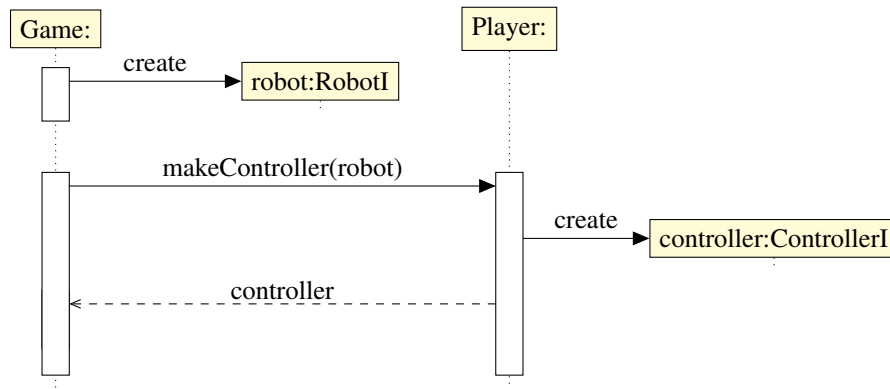 Game:
Player:
create
robot:RobotI
makeController(robot)
create
controller:ControllerI
controller